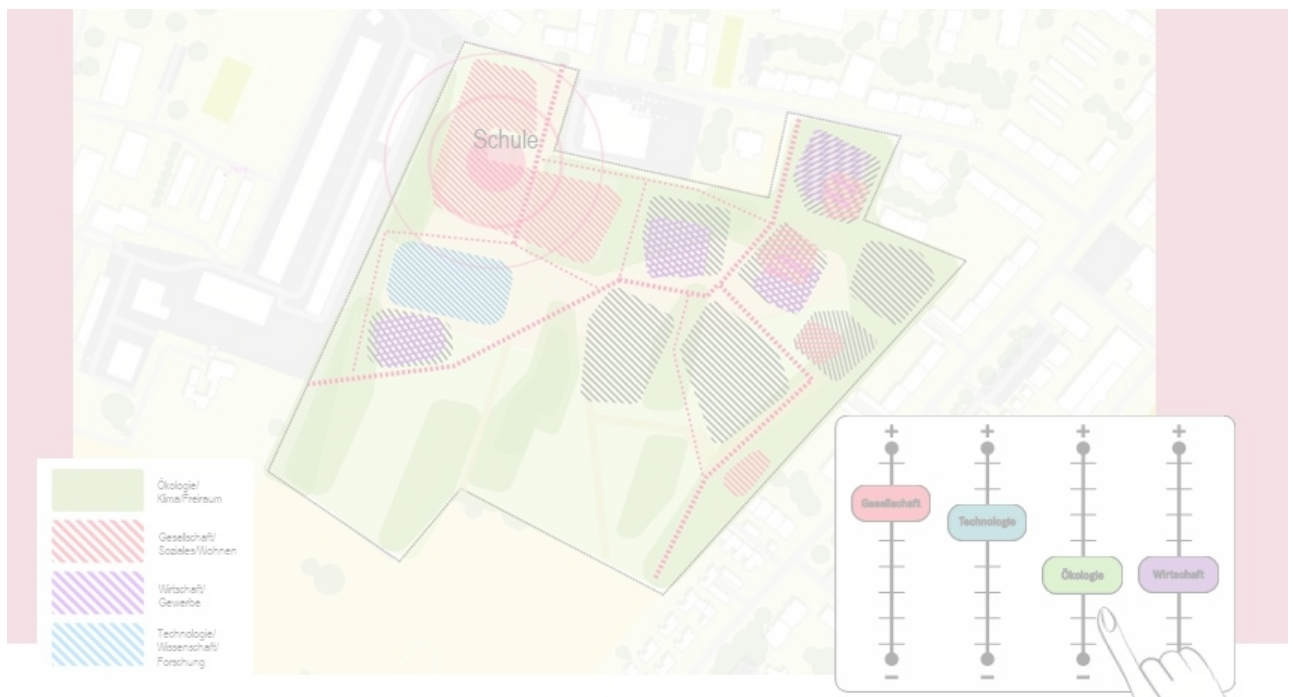 Schule
Ökologie/
Klima/Freiraum
Gesellschaft/
Soziales/Wohnen
Wirtschaft/
Gewerbe
Technologie/
Wissenschaft/
Forschung
+ + + +
Gesellschaft
Technologie
Ökologie
Wirtschaft
− − −